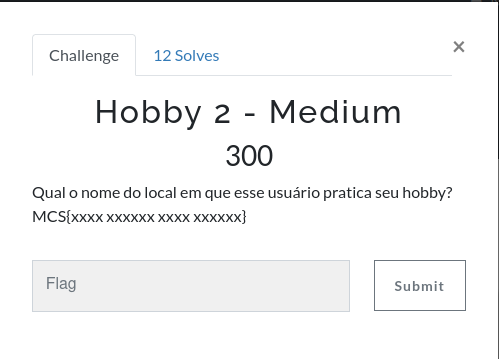 Challenge
12 Solves
×
Hobby 2 - Medium
300
Qual o nome do local em que esse usuário pratica seu hobby?
MCS{xxxx xxxxxx xxxx xxxxxx}
Flag
Submit